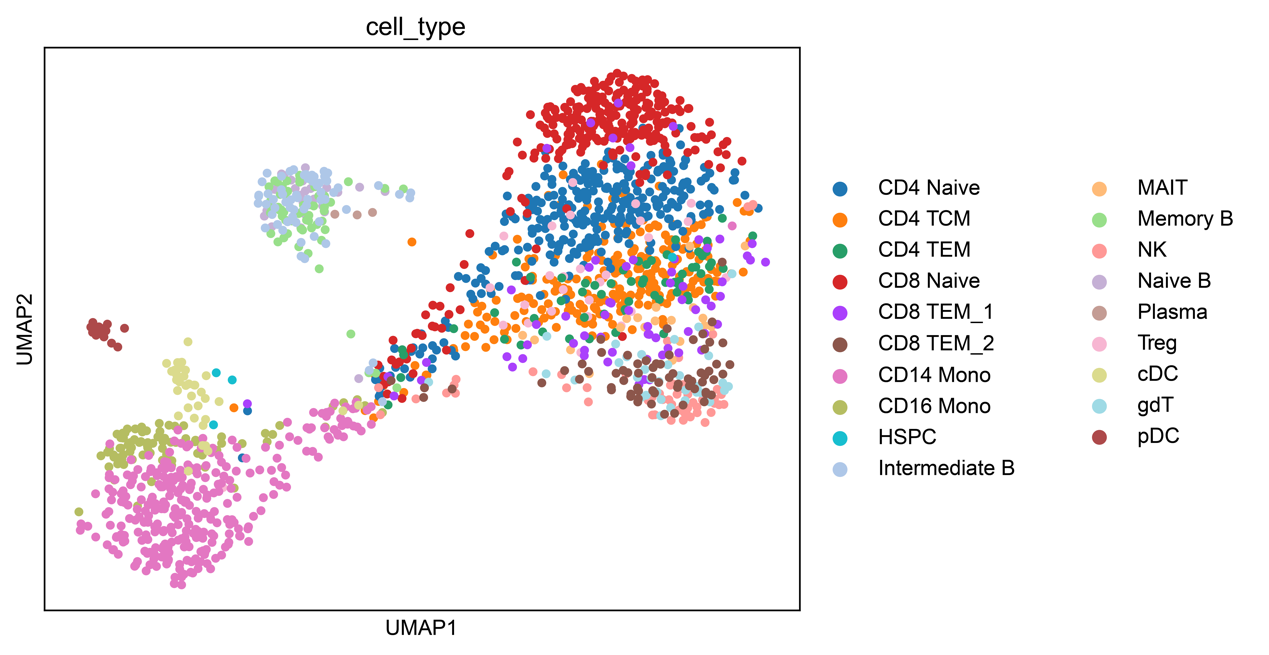 cell_type
UMAP2
UMAP1
CD4 Naive
CD4 TCM
CD4 TEM
CD8 Naive
CD8 TEM_1
CD8 TEM_2
CD14 Mono
CD16 Mono
HSPC
Intermediate B
MAIT
Memory B
NK
Naive B
Plasma
Treg
cDC
gdT
pDC